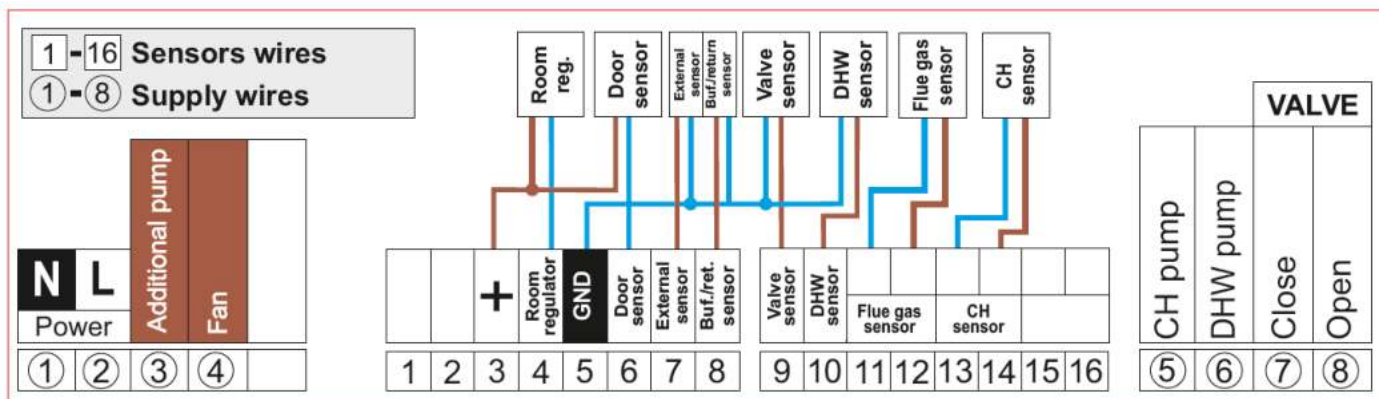 1-16 Sensors wires
1-8 Supply wires
Room
reg.
Door
sensor
External
sensor
Buf./return
sensor
Valve
sensor
DHW
sensor
Flue gas
sensor
CH
sensor
VALVE
N
L
Power
Additional pump
Fan
+
Room
regulator
GND
Door
sensor
External
sensor
Buf./ret.
sensor
Valve
sensor
DHW
sensor
Flue gas
sensor
CH
sensor
CH pump
DHW pump
Close
Open
1 2 3 4
1 2 3 4 5 6 7 8
9 10 11 12 13 14 15 16
5 6 7 8